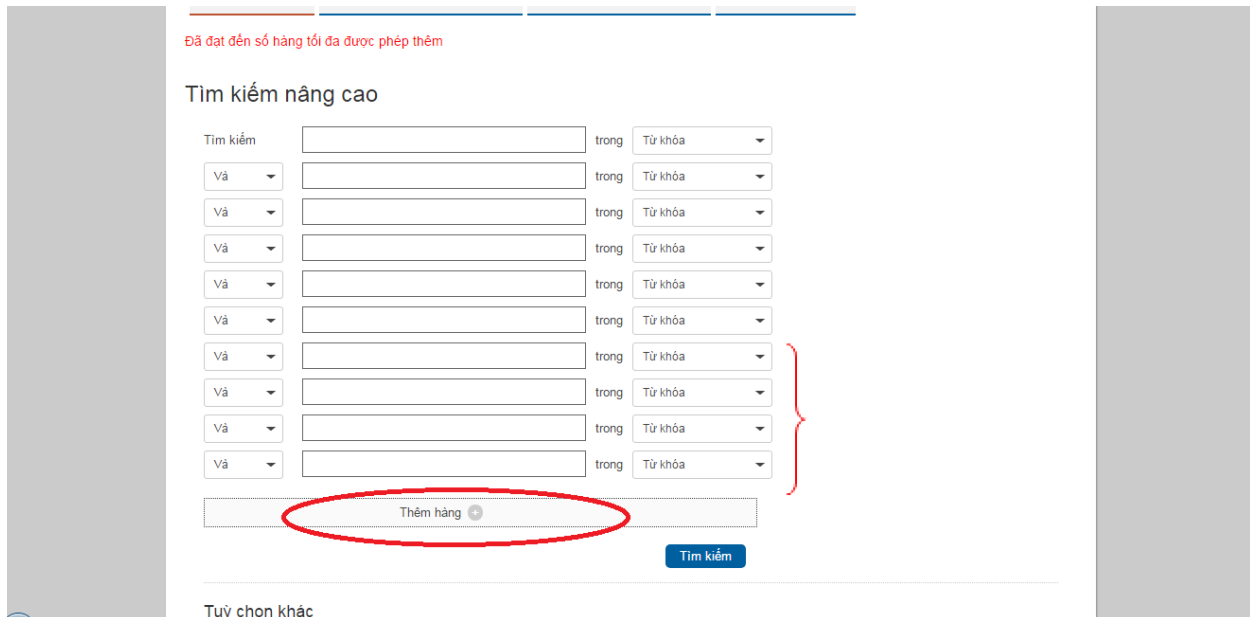 Đã đạt đến số hàng tối đa được phép thêm
Tìm kiếm nâng cao
Tìm kiếm trong Từ khóa
Và trong Từ khóa
Và trong Từ khóa
Và trong Từ khóa
Và trong Từ khóa
Và trong Từ khóa
Và trong Từ khóa
Và trong Từ khóa
Và trong Từ khóa
Và trong Từ khóa
Thêm hàng
Tìm kiếm
Tuỳ chọn khác